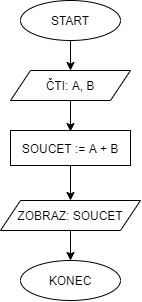 START
ČTI: A, B
SOUCET := A + B
ZOBRAZ: SOUCET
KONEC